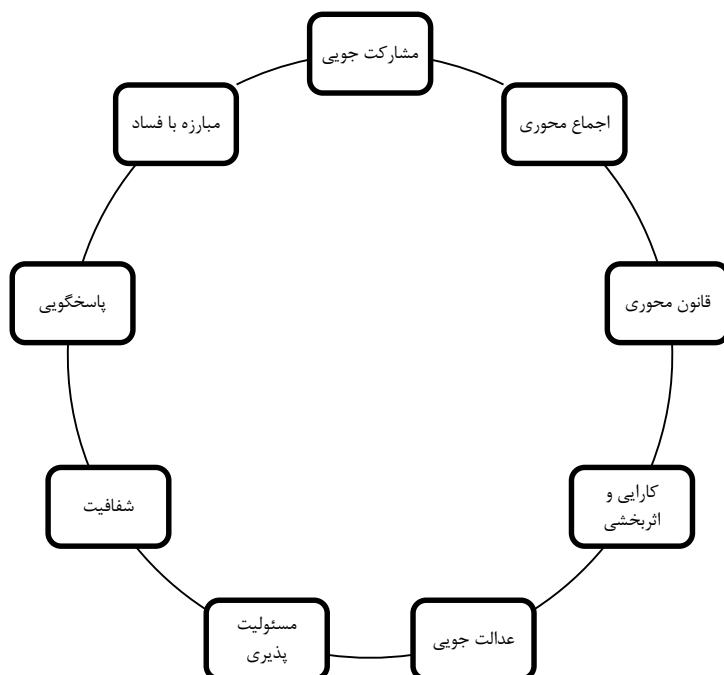 مشارکت جویی
اجماع محوری
قانون محوری
کارایی و
اثربخشی
عدالت جویی
مسئولیت
پذیری
شفافیت
پاسخگویی
مبارزه با فساد